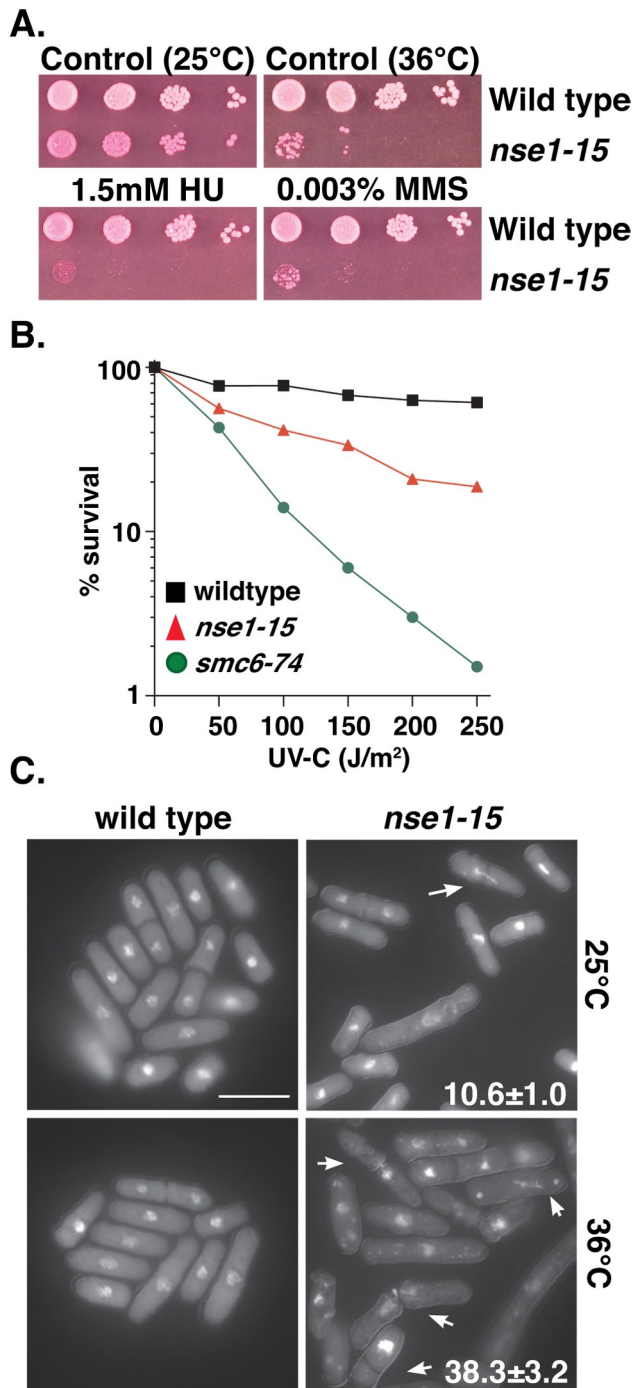 A.
Control (25°C) Control (36°C)
Wild type
nse1-15
1.5mM HU 0.003% MMS
Wild type
nse1-15
B.
100
10
1
% survival
wildtype
nse1-15
smc6-74
0 50 100 150 200 250
UV-C (J/m²)
C.
wild type nse1-15
25°C
10.6±1.0
36°C
38.3±3.2